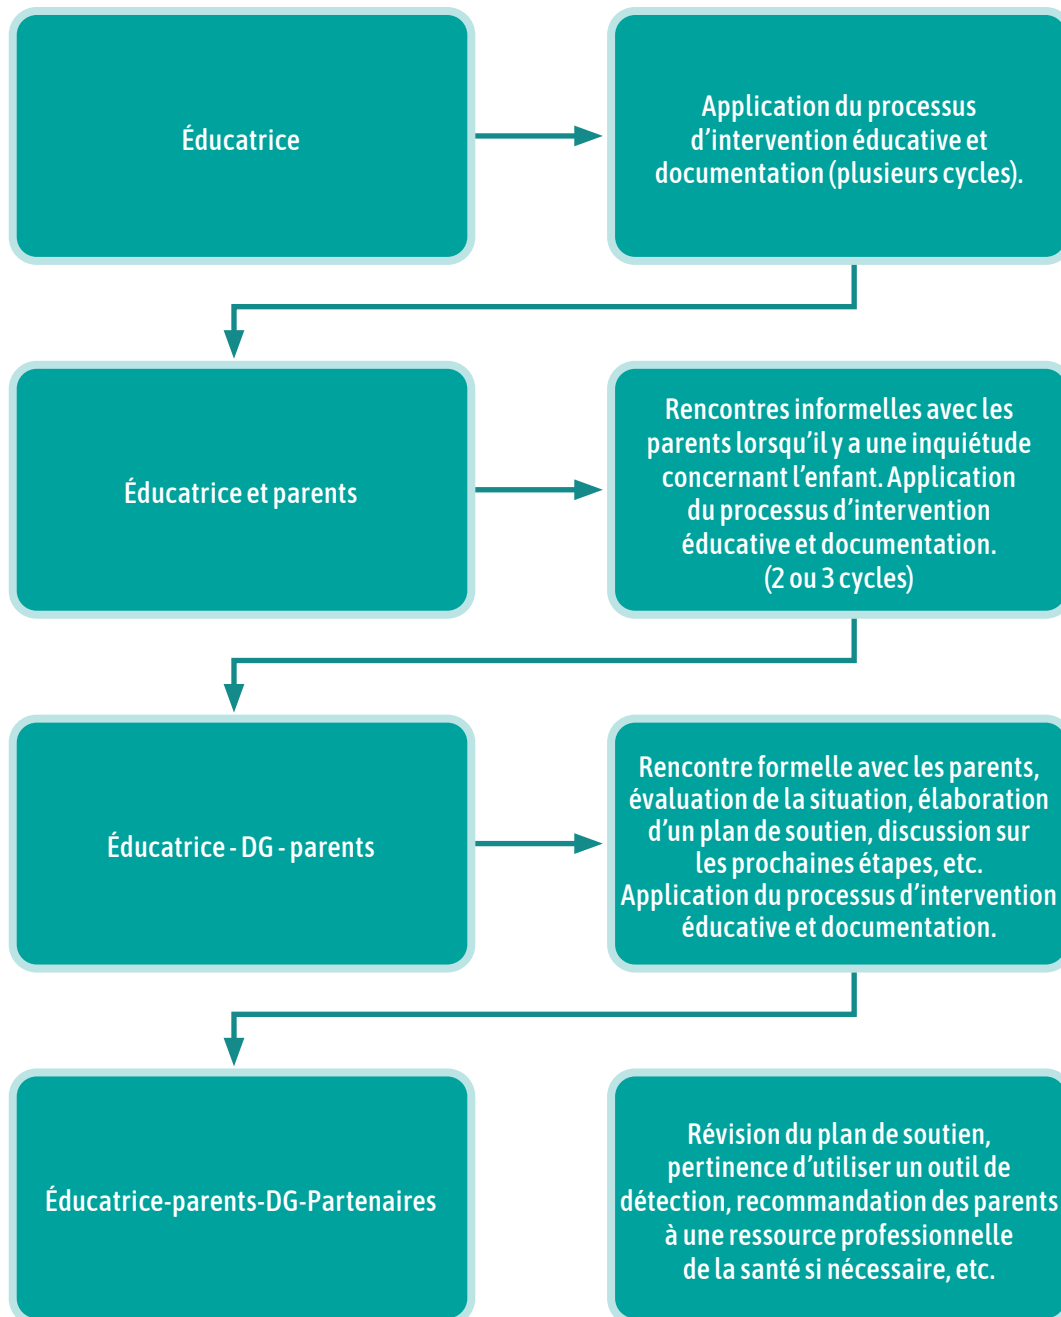 Éducatrice
Application du processus
d’intervention éducative et
documentation (plusieurs cycles).
Éducatrice et parents
Rencontres informelles avec les
parents lorsqu’il y a une inquiétude
concernant l’enfant. Application
du processus d’intervention
éducative et documentation.
(2 ou 3 cycles)
Éducatrice - DG - parents
Rencontre formelle avec les parents,
évaluation de la situation, élaboration
d’un plan de soutien, discussion sur
les prochaines étapes, etc.
Application du processus d’intervention
éducative et documentation.
Éducatrice-parents-DG-Partenaires
Révision du plan de soutien,
pertinence d’utiliser un outil de
détection, recommandation des parents
à une ressource professionnelle
de la santé si nécessaire, etc.